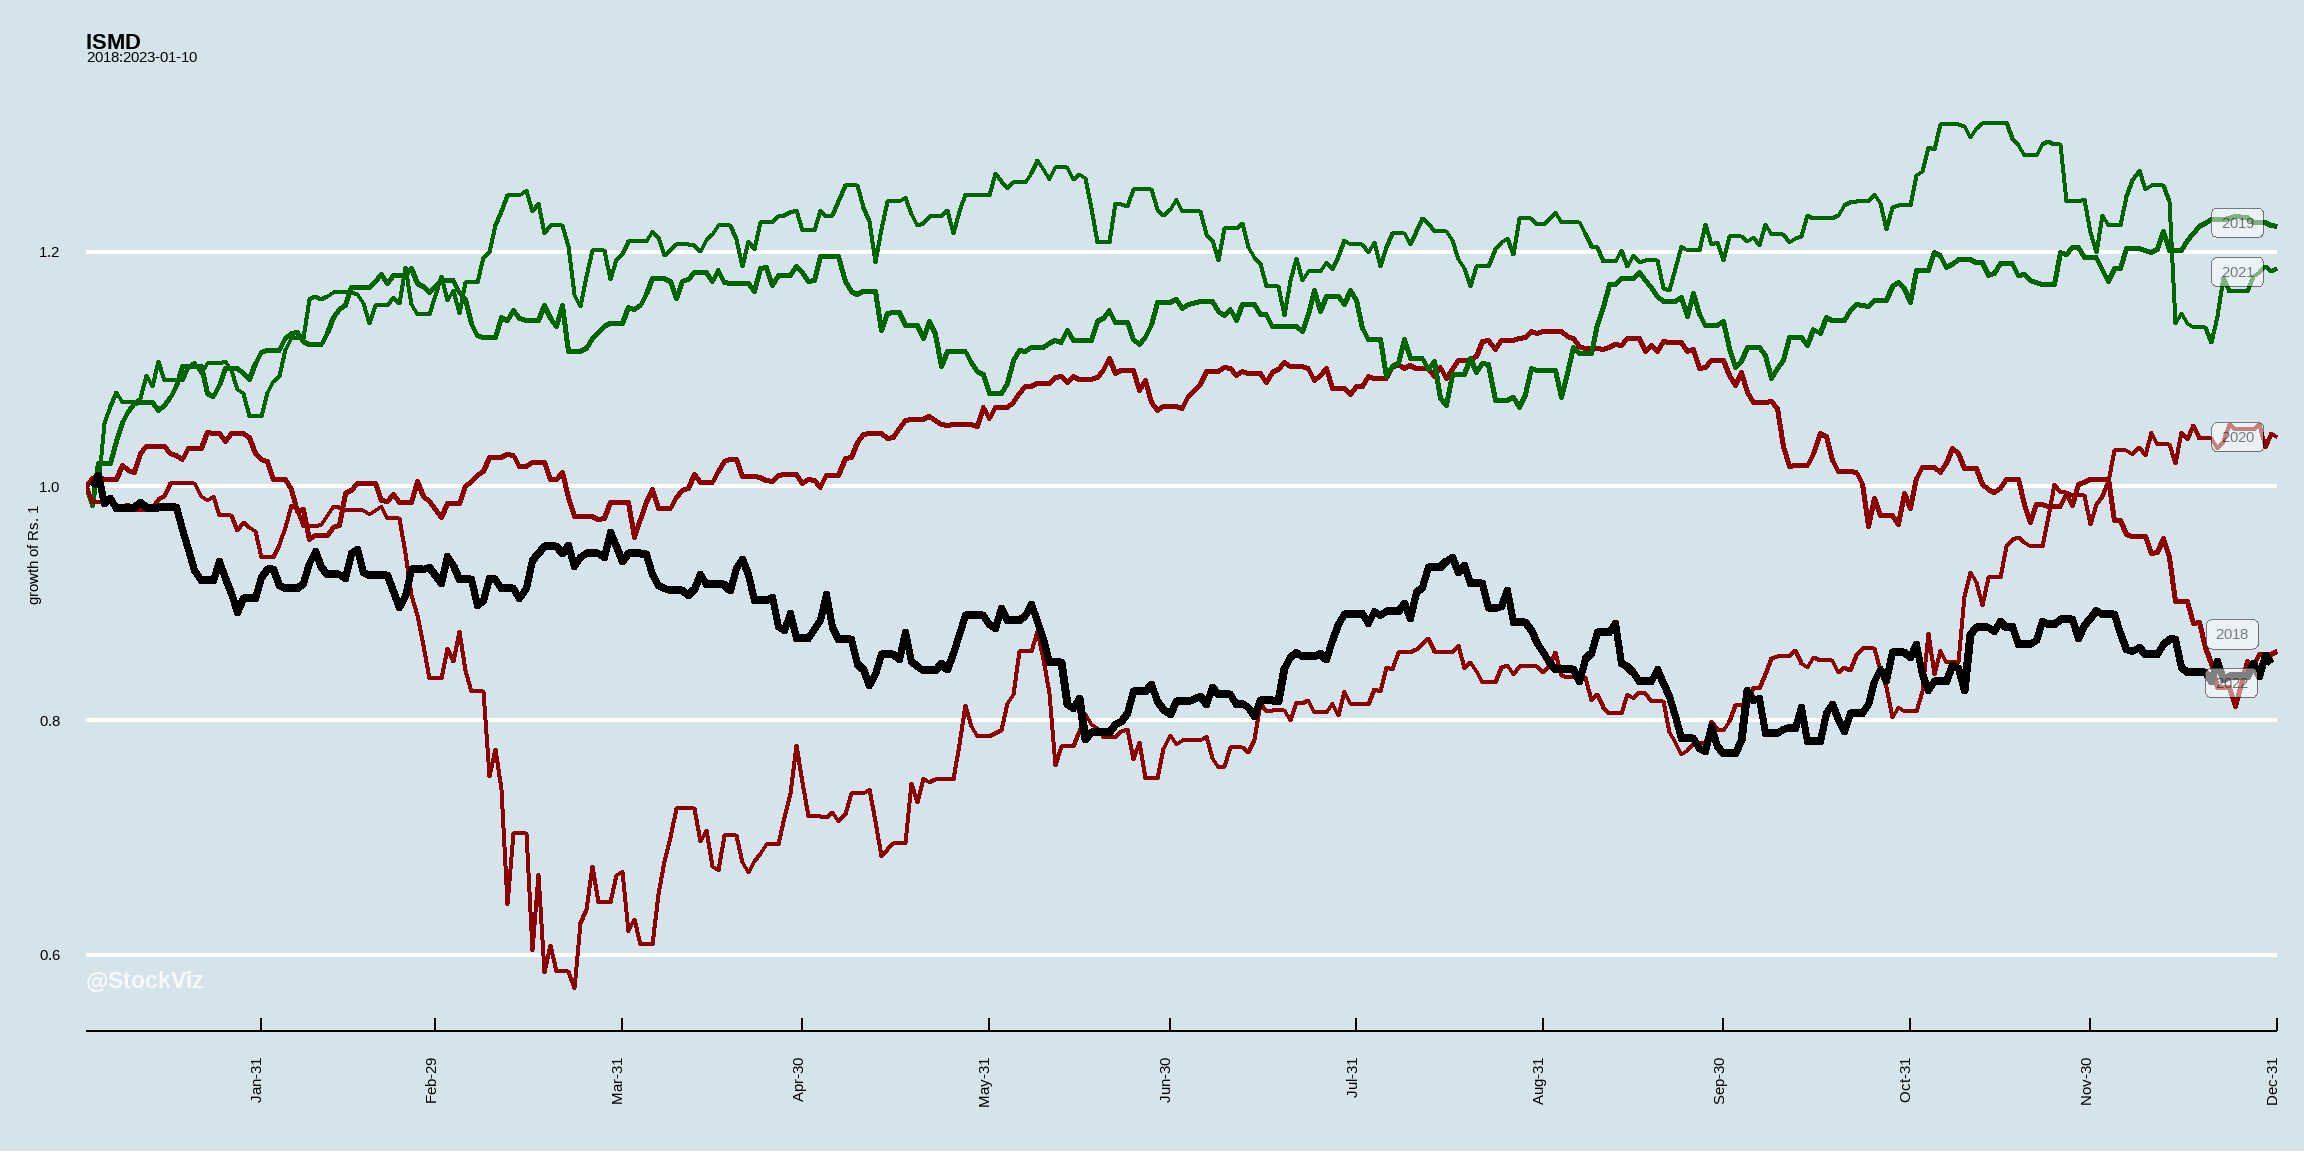 ISMD
2018:2023-01-10
growth of Rs. 1
1.2
1.0
0.8
0.6
2019
2021
2020
2018
2022
@StockViz
Jan-31
Feb-29
Mar-31
Apr-30
May-31
Jun-30
Jul-31
Aug-31
Sep-30
Oct-31
Nov-30
Dec-31